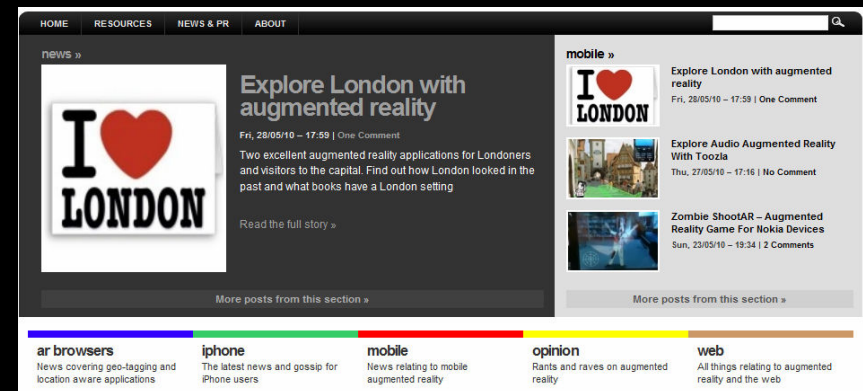 HOME RESOURCES NEWS & PR ABOUT
news »
I
LONDON
Explore London with
augmented reality
Fri, 28/05/10 – 17:59 | One Comment
Two excellent augmented reality applications for Londoners
and visitors to the capital. Find out how London looked in the
past and what books have a London setting
Read the full story »
More posts from this section »
mobile »
I
LONDON
Explore London with augmented
reality
Fri, 28/05/10 – 17:59 | One Comment
Explore Audio Augmented Reality
With Toozla
Thu, 27/05/10 – 17:16 | No Comment
Zombie ShootAR – Augmented
Reality Game For Nokia Devices
Sun, 23/05/10 – 19:34 | 2 Comments
More posts from this section »
ar browsers
News covering geo-tagging and
location aware applications
iphone
The latest news and gossip for
iPhone users
mobile
News relating to mobile
augmented reality
opinion
Rants and raves on augmented
reality
web
All things relating to augmented
reality and the web